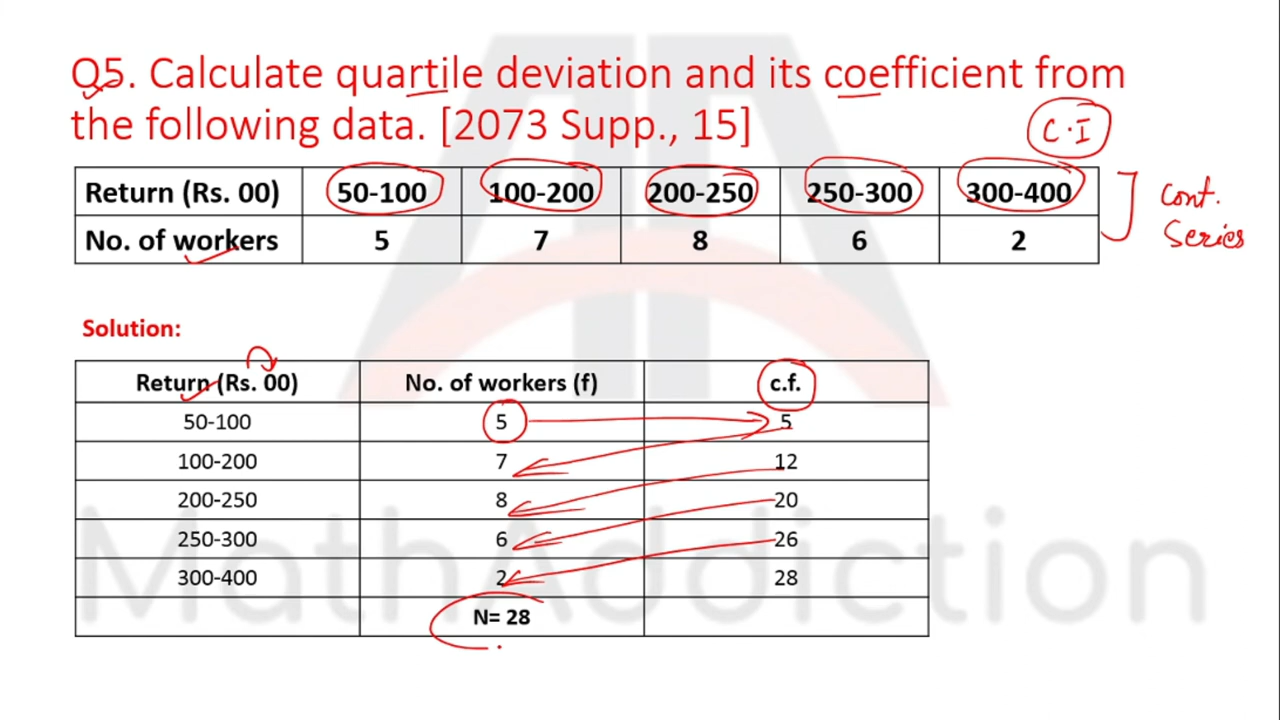 Q5. Calculate quartile deviation and its coefficient from
the following data. [2073 Supp., 15]
C.I
Return (Rs. 00) 50-100 100-200 200-250 250-300 300-400
No. of workers 5 7 8 6 2
Cont.
Series
Solution:
Return (Rs. 00) No. of workers (f) c.f.
50-100 5 5
100-200 7 12
200-250 8 20
250-300 6 26
300-400 2 28
N= 28
MathAddiction